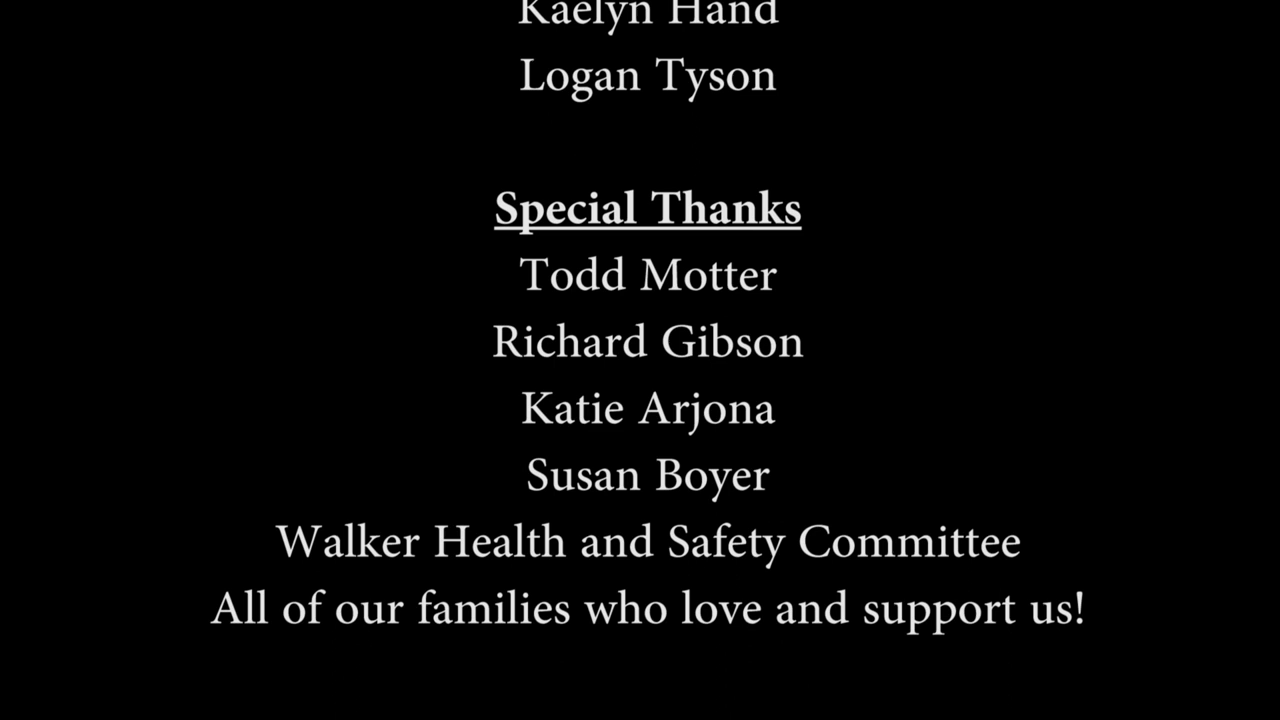 Kaelyn Hand
Logan Tyson
Special Thanks
Todd Motter
Richard Gibson
Katie Arjona
Susan Boyer
Walker Health and Safety Committee
All of our families who love and support us!